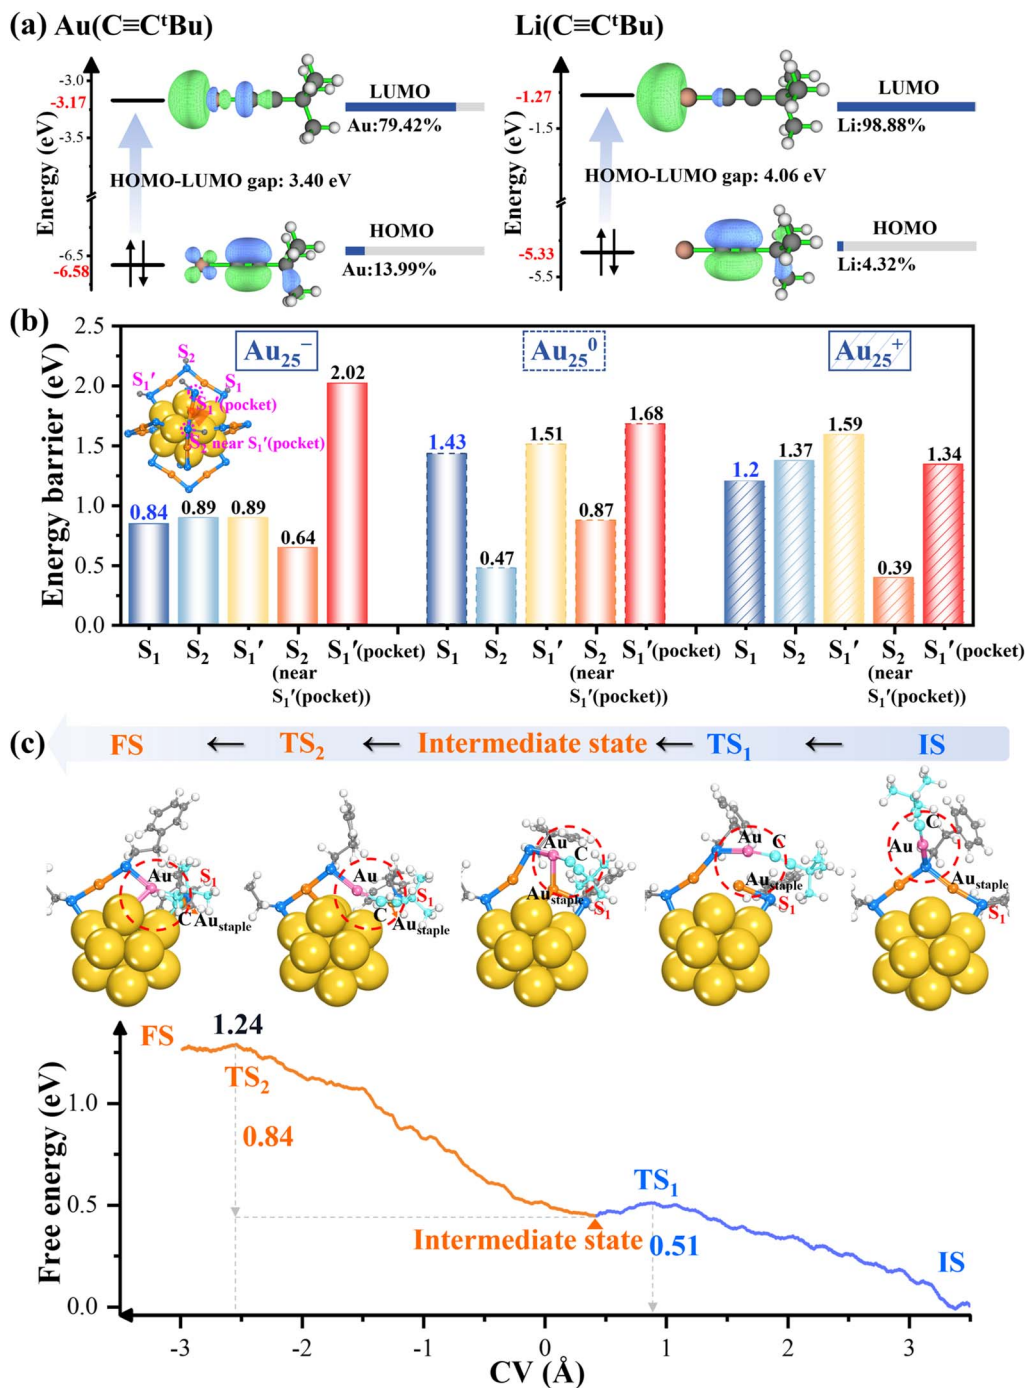 (a) Au(C≡CᵗBu)
Li(C≡CᵗBu)
Energy (eV)
-3.0
-3.17
-3.5
-6.5
-6.58
LUMO
Au:79.42%
HOMO-LUMO gap: 3.40 eV
HOMO
Au:13.99%
Energy (eV)
-1.27
-1.5
-5.33
-5.5
LUMO
Li:98.88%
HOMO-LUMO gap: 4.06 eV
HOMO
Li:4.32%
(b)
Energy barrier (eV)
2.5
2.0
1.5
1.0
0.5
0.0
S₂
S₁′
S₁
S₁′(pocket)
S₂ near S₁′(pocket)
Au₂₅⁻
Au₂₅⁰
Au₂₅⁺
0.84
0.89
0.89
0.64
2.02
1.43
0.47
1.51
0.87
1.68
1.2
1.37
1.59
0.39
1.34
S₁ S₂ S₁′ S₂ S₁′(pocket)
(near
S₁′(pocket))
S₁ S₂ S₁′ S₂ S₁′(pocket)
(near
S₁′(pocket))
S₁ S₂ S₁′ S₂ S₁′(pocket)
(near
S₁′(pocket))
(c)
FS ← TS₂ ← Intermediate state ← TS₁ ← IS
Au
S₁
C
Au_staple
Au
S₁
C
Au_staple
Au
C
Au_staple
S₁
Au
C
Au_staple
S₁
C
Au
Au_staple
S₁
Free energy (eV)
1.0
0.5
0.0
FS
1.24
TS₂
0.84
Intermediate state
TS₁
0.51
IS
-3 -2 -1 0 1 2 3
CV (Å)